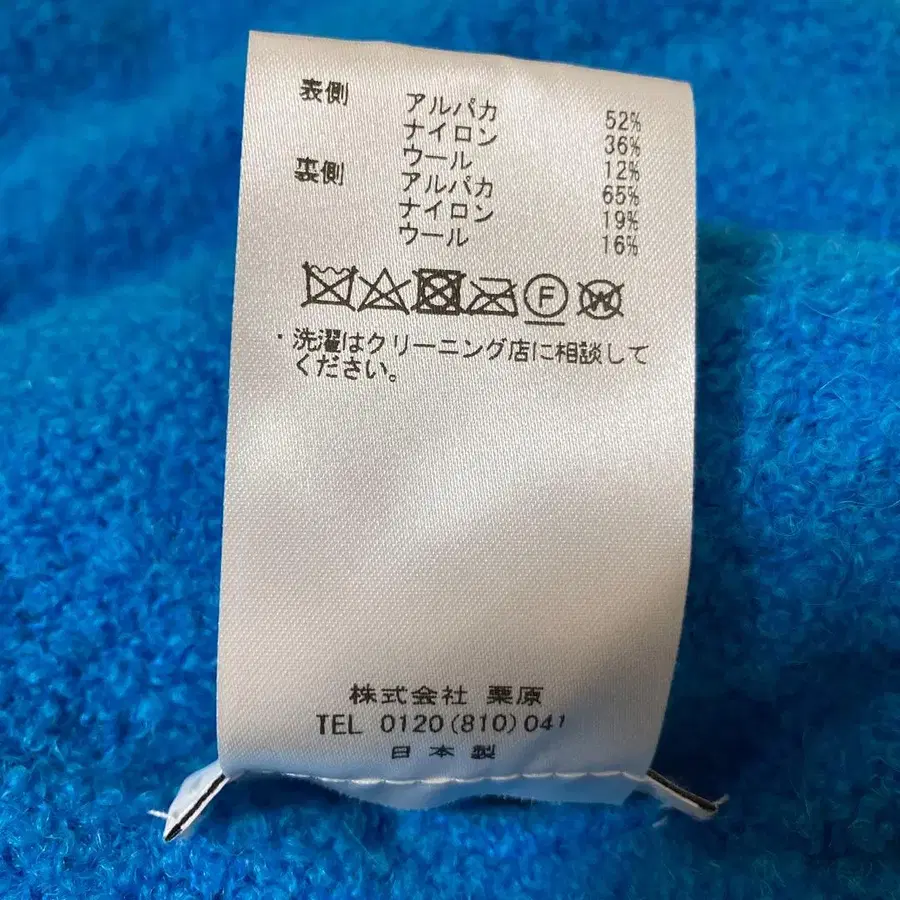 表側 アルパカ 52%
ナイロン 36%
ウール 12%
裏側 アルパカ 65%
ナイロン 19%
ウール 16%
F W
・洗濯はクリーニング店に相談して
ください。
株式会社 栗原
TEL 0120(810)041
日本製